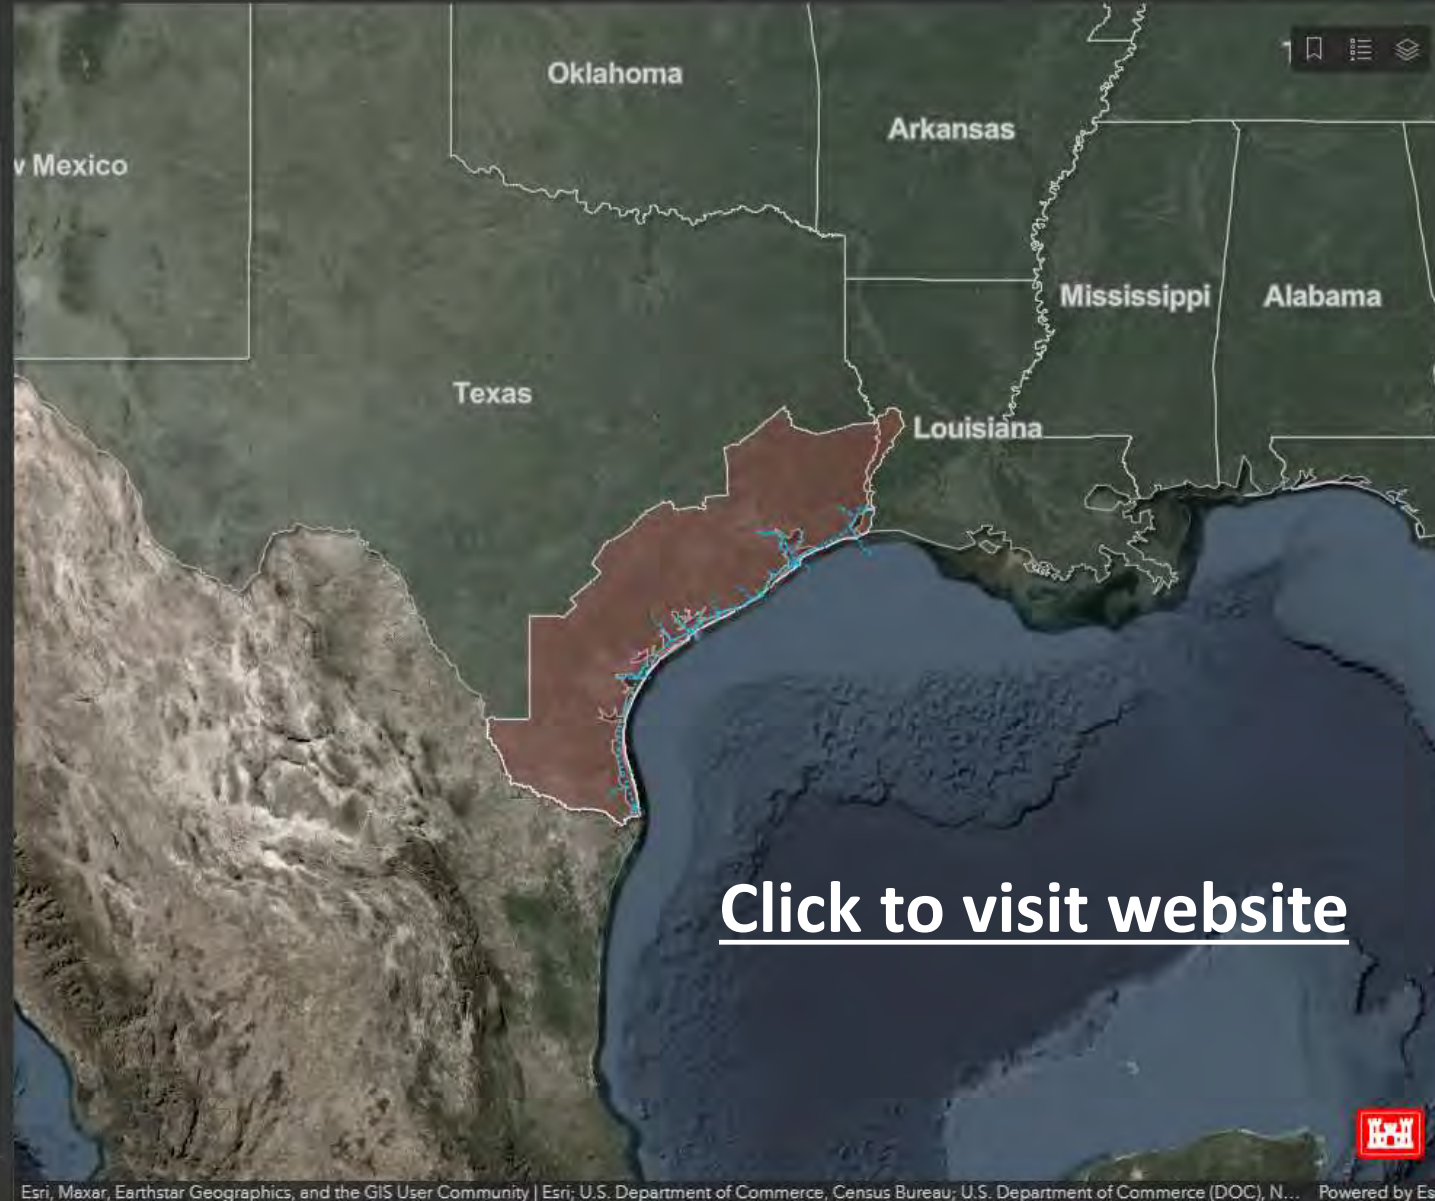 Oklahoma
Arkansas
w Mexico
Mississippi
Alabama
Texas
Louisiana
Click to visit website
Esri, Maxar, Earthstar Geographics, and the GIS User Community | Esri; U.S. Department of Commerce, Census Bureau; U.S. Department of Commerce (DOC), N... Powered by Es